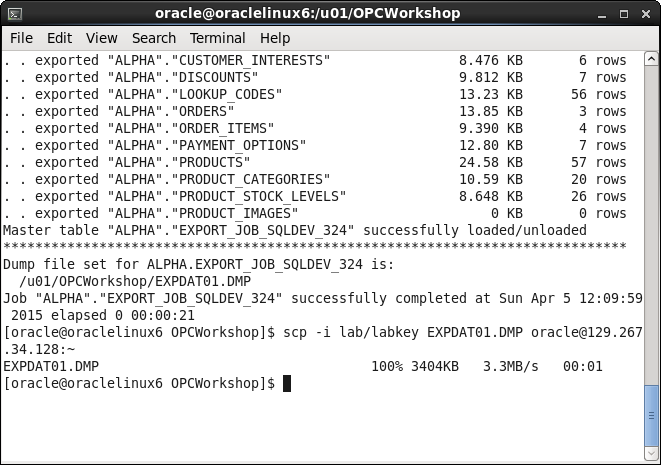 oracle@oraclelinux6:/u01/OPCWorkshop
File Edit View Search Terminal Help
. . exported "ALPHA"."CUSTOMER_INTERESTS" 8.476 KB 6 rows
. . exported "ALPHA"."DISCOUNTS" 9.812 KB 7 rows
. . exported "ALPHA"."LOOKUP_CODES" 13.23 KB 56 rows
. . exported "ALPHA"."ORDERS" 13.85 KB 3 rows
. . exported "ALPHA"."ORDER_ITEMS" 9.390 KB 4 rows
. . exported "ALPHA"."PAYMENT_OPTIONS" 12.80 KB 7 rows
. . exported "ALPHA"."PRODUCTS" 24.58 KB 57 rows
. . exported "ALPHA"."PRODUCT_CATEGORIES" 10.59 KB 20 rows
. . exported "ALPHA"."PRODUCT_STOCK_LEVELS" 8.648 KB 26 rows
. . exported "ALPHA"."PRODUCT_IMAGES" 0 KB 0 rows
Master table "ALPHA"."EXPORT_JOB_SQLDEV_324" successfully loaded/unloaded
******************************************************************************
Dump file set for ALPHA.EXPORT_JOB_SQLDEV_324 is:
/u01/OPCWorkshop/EXPDAT01.DMP
Job "ALPHA"."EXPORT_JOB_SQLDEV_324" successfully completed at Sun Apr 5 12:09:59
2015 elapsed 0 00:00:21
[oracle@oraclelinux6 OPCWorkshop]$ scp -i lab/labkey EXPDAT01.DMP oracle@129.267
.34.128:~
EXPDAT01.DMP 100% 3404KB 3.3MB/s 00:01
[oracle@oraclelinux6 OPCWorkshop]$